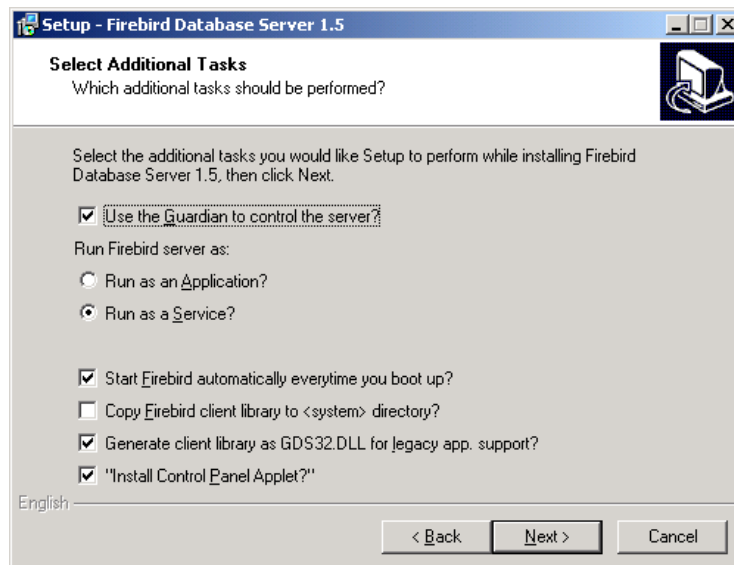 Setup - Firebird Database Server 1.5
Select Additional Tasks
Which additional tasks should be performed?
Select the additional tasks you would like Setup to perform while installing Firebird
Database Server 1.5, then click Next.
Use the Guardian to control the server?
Run Firebird server as:
Run as an Application?
Run as a Service?
Start Firebird automatically everytime you boot up?
Copy Firebird client library to <system> directory?
Generate client library as GDS32.DLL for legacy app. support?
"Install Control Panel Applet?"
English
< Back Next > Cancel